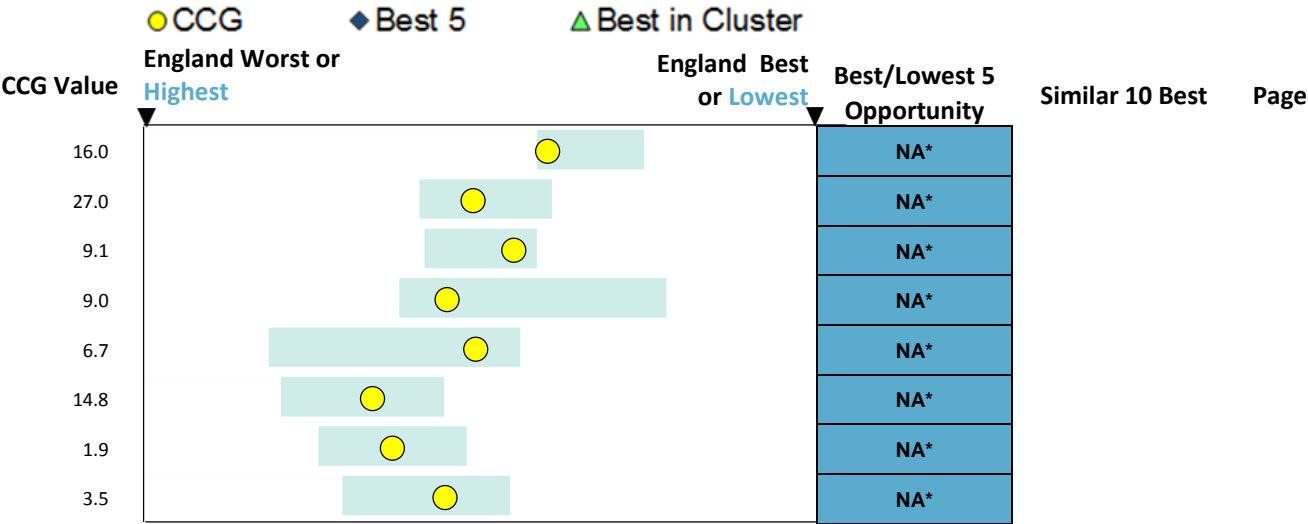 CCG Best 5 Best in Cluster
CCG Value England Worst or Highest England Best or Lowest Best/Lowest 5 Opportunity Similar 10 Best Page
16.0 NA*
27.0 NA*
9.1 NA*
9.0 NA*
6.7 NA*
14.8 NA*
1.9 NA*
3.5 NA*